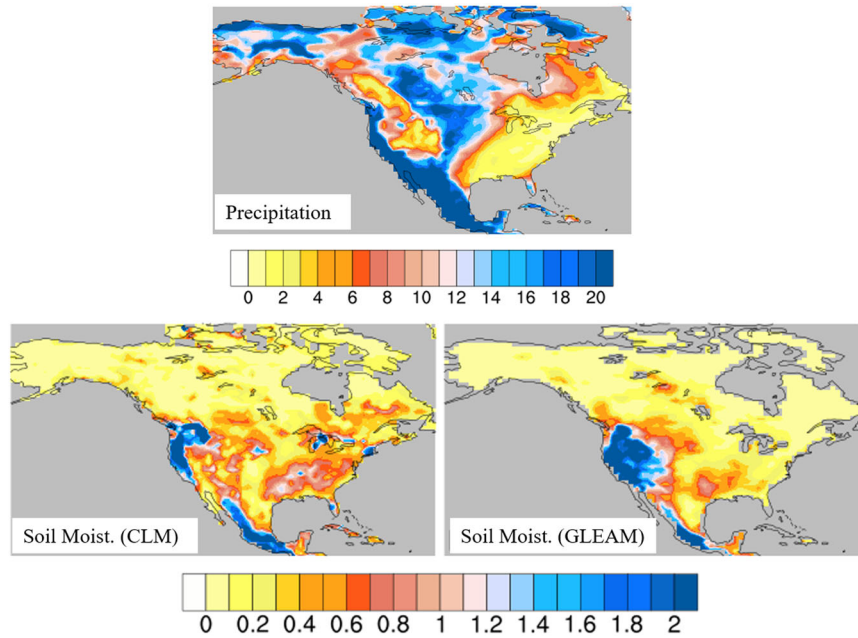 Precipitation
0 2 4 6 8 10 12 14 16 18 20
Soil Moist. (CLM)
Soil Moist. (GLEAM)
0 0.2 0.4 0.6 0.8 1 1.2 1.4 1.6 1.8 2